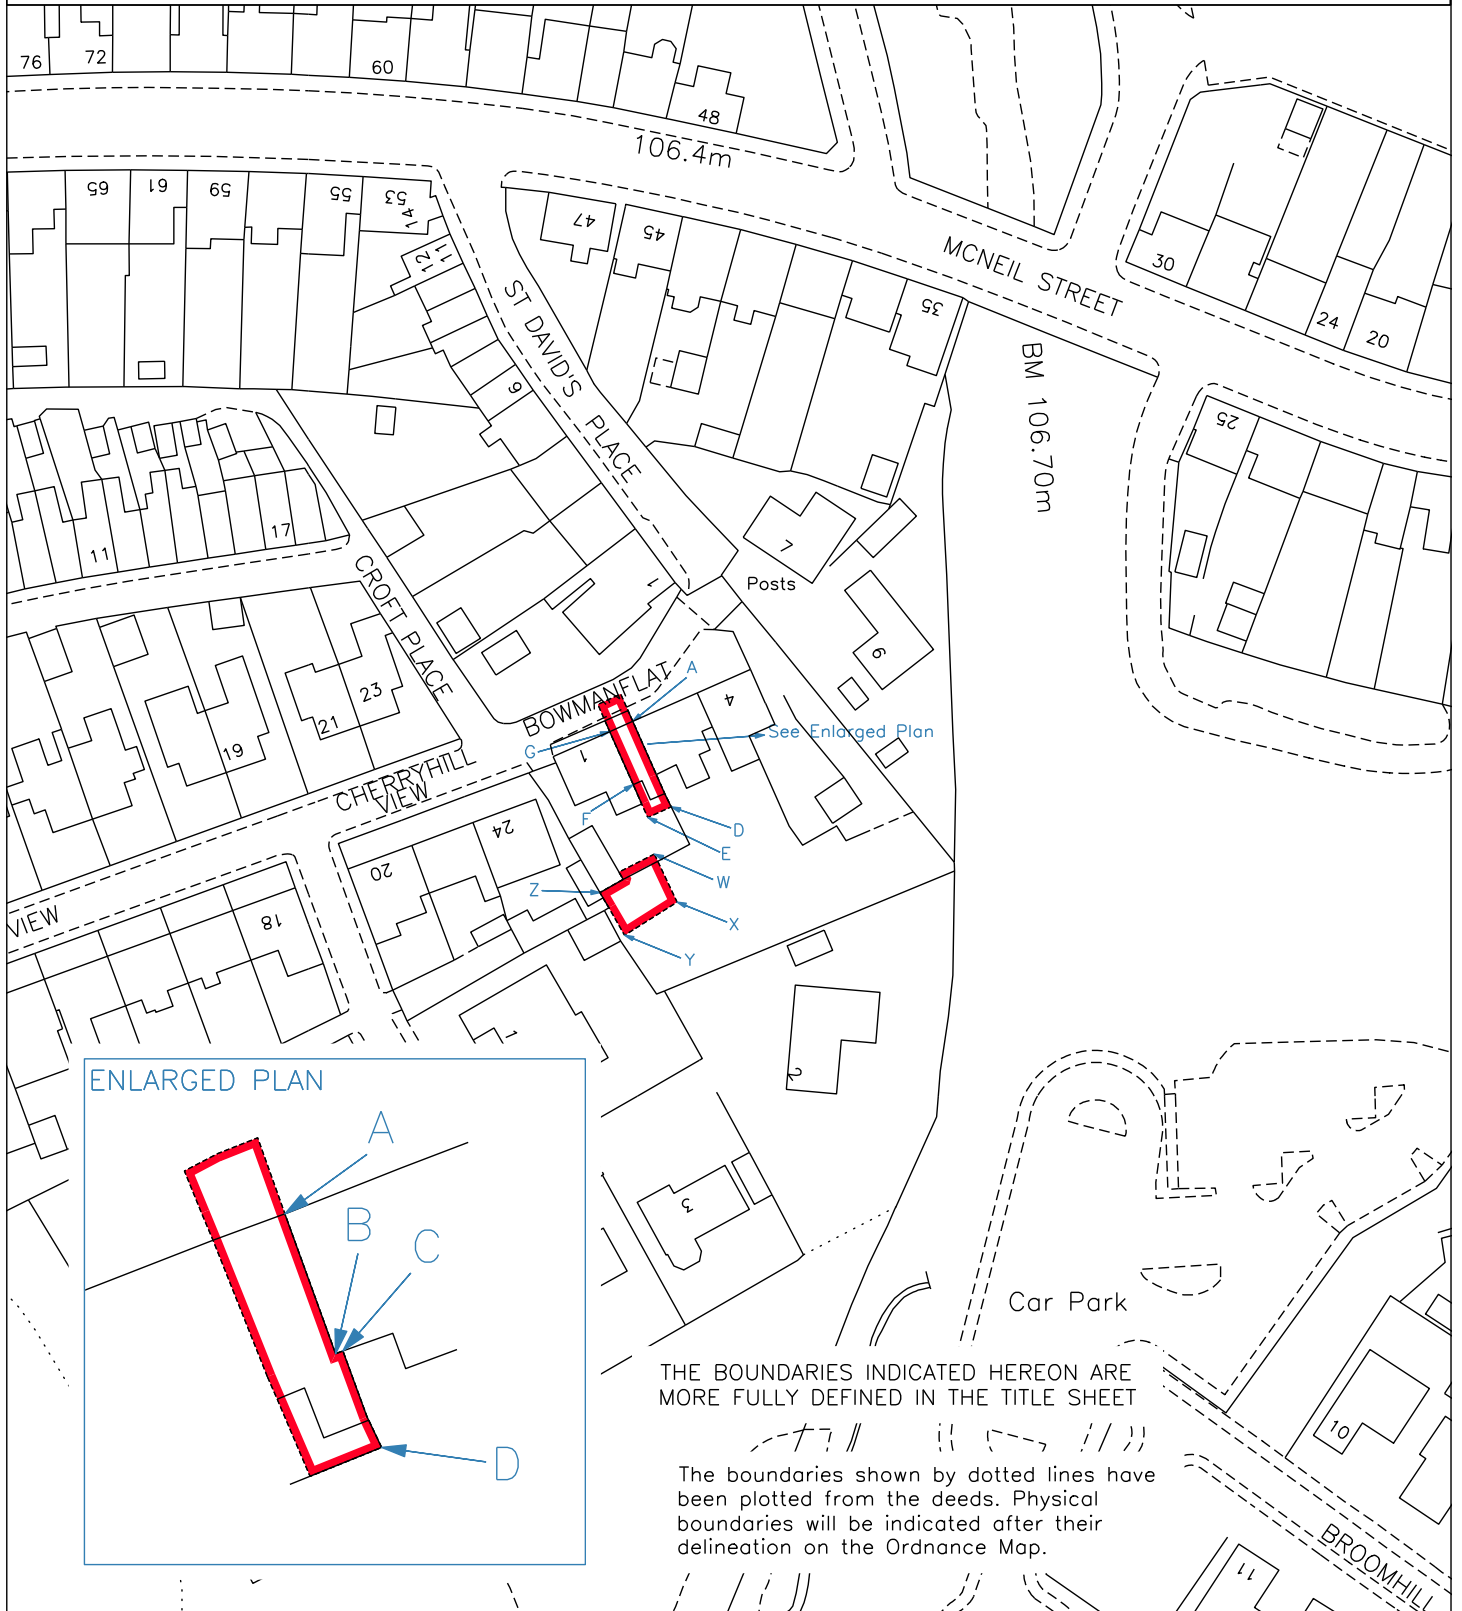 76
72
60
48
106.4m
65
61
59
55
53
14
12
11
47
45
35
MCNEIL STREET
30
24
20
ST DAVID'S PLACE
9
BM 106.70m
25
11
17
CROFT PLACE
7
Posts
1
6
BOWMANFLAT
A
4
See Enlarged Plan
G
1
21
23
19
CHERRYHILL
VIEW
F
D
E
24
20
W
Z
X
Y
VIEW
18
1
2
3
ENLARGED PLAN
A
B
C
D
Car Park
THE BOUNDARIES INDICATED HEREON ARE
MORE FULLY DEFINED IN THE TITLE SHEET
The boundaries shown by dotted lines have
been plotted from the deeds. Physical
boundaries will be indicated after their
delineation on the Ordnance Map.
10
11
BROOMHILL